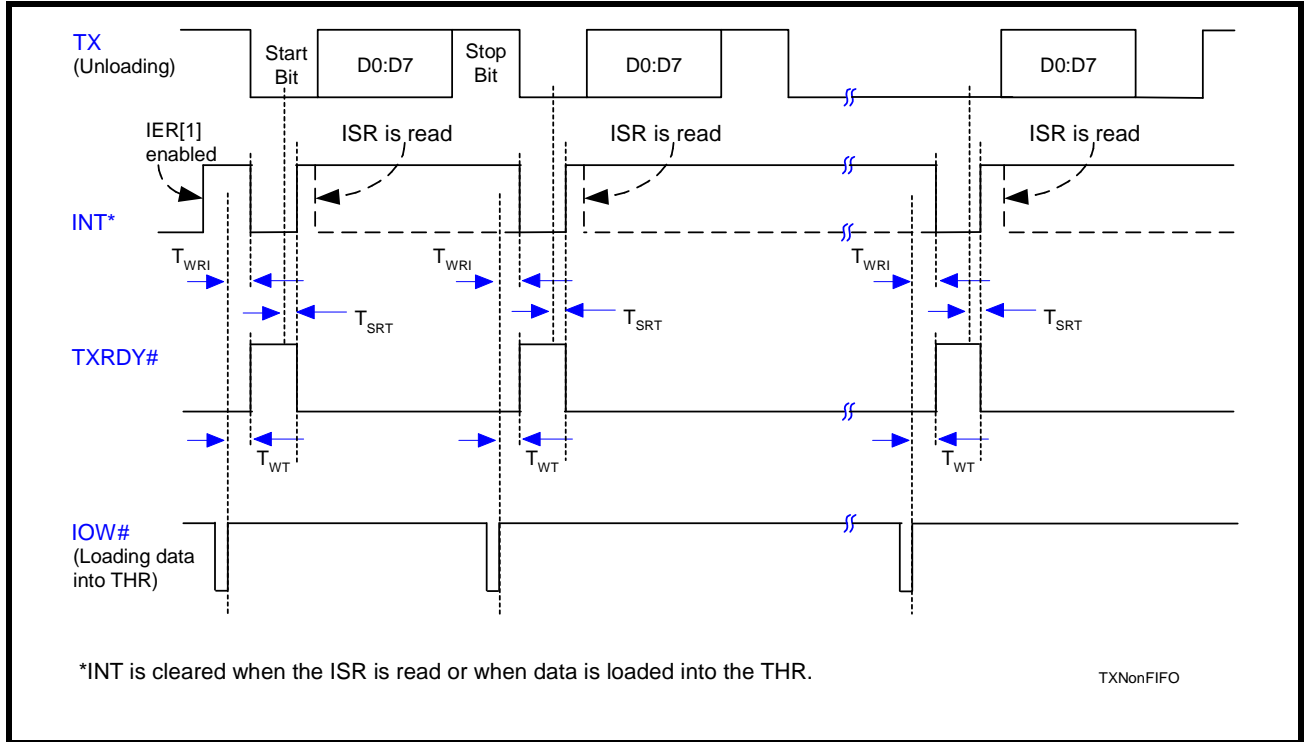 TX
(Unloading)
Start
Bit
D0:D7
Stop
Bit
D0:D7
D0:D7
IER[1]
enabled
ISR is read
ISR is read
ISR is read
INT*
TWRI
TWRI
TWRI
TSRT
TSRT
TSRT
TXRDY#
TWT
TWT
TWT
IOW#
(Loading data
into THR)
*INT is cleared when the ISR is read or when data is loaded into the THR.
TXNonFIFO